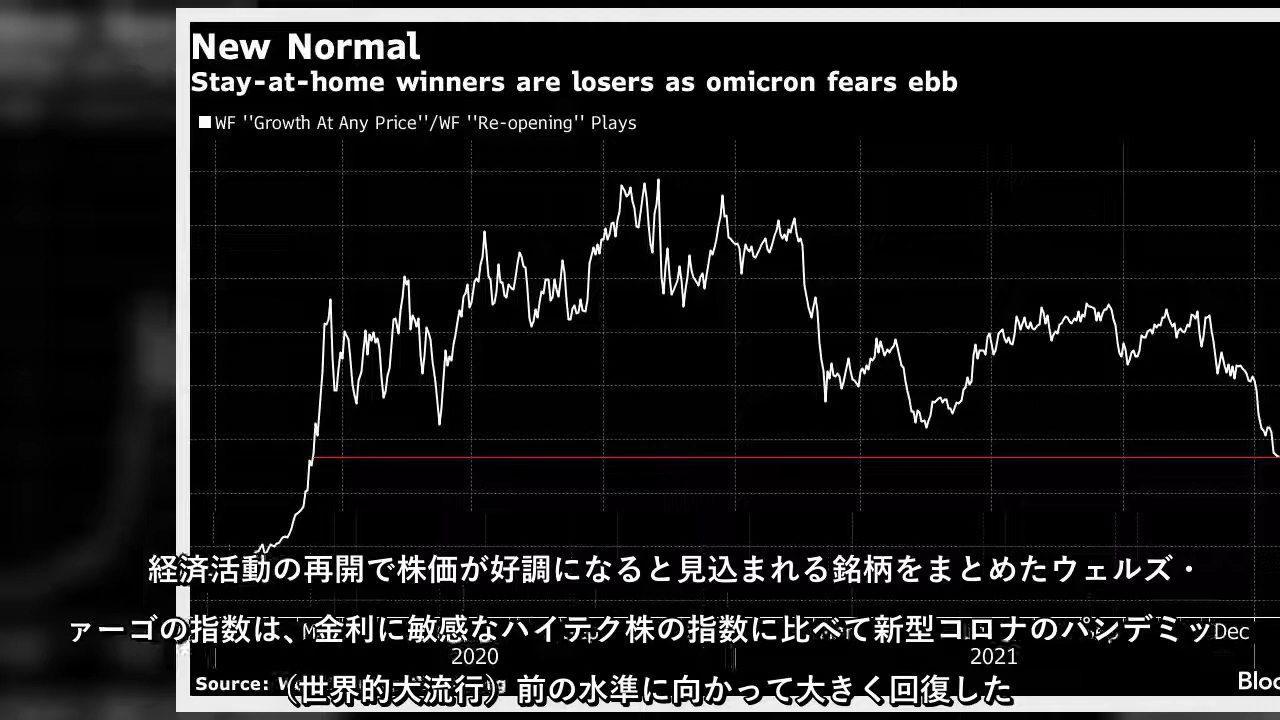 New Normal
Stay-at-home winners are losers as omicron fears ebb
WF ''Growth At Any Price''/WF ''Re-opening'' Plays
経済活動の再開で株価が好調になると見込まれる銘柄をまとめたウェルズ・
ァーゴの指数は、金利に敏感なハイテク株の指数に比べて新型コロナのパンデミッ
Dec
2020 2021
Source:
（世界的大流行）前の水準に向かって大きく回復した